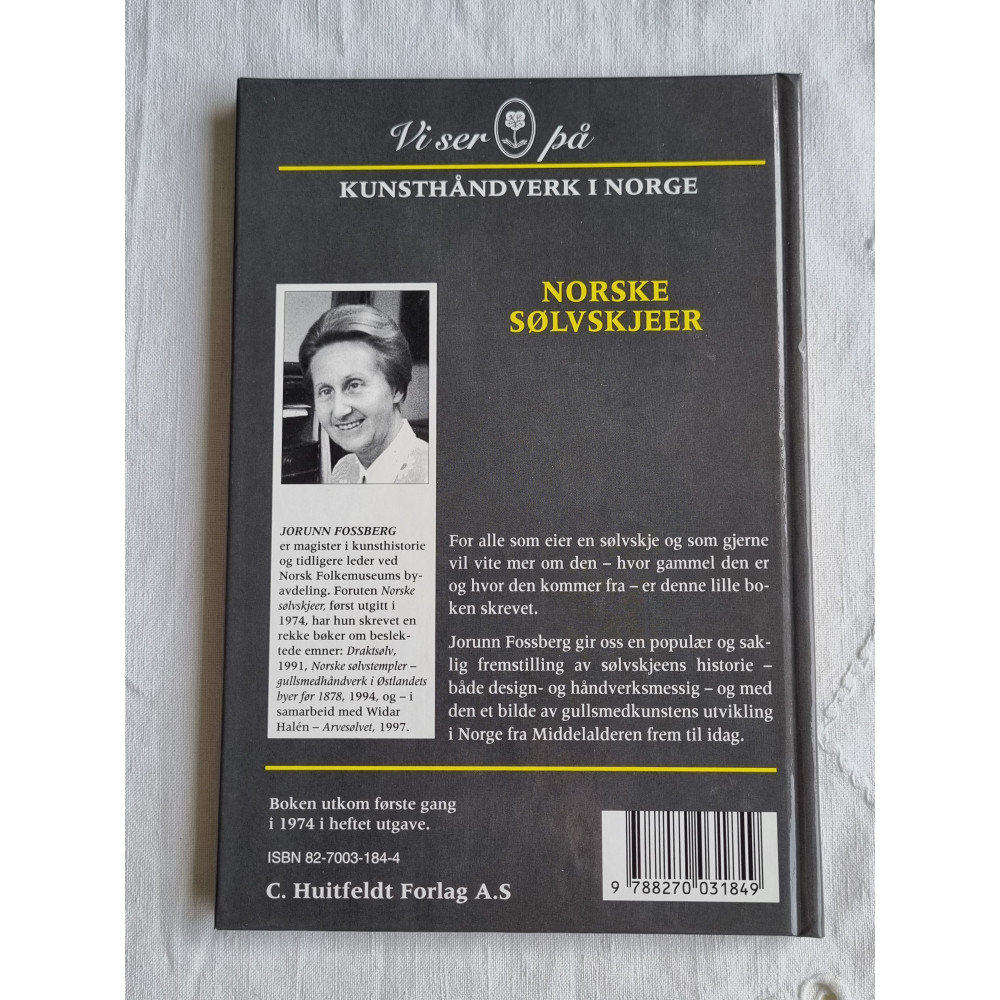 Vi ser på
KUNSTHÅNDVERK I NORGE
NORSKE
SØLVSKJEER
JORUNN FOSSBERG
er magister i kunsthistorie
og tidligere leder ved
Norsk Folkemuseums by-
avdeling. Foruten Norske
sølvskjeer, først utgitt i
1974, har hun skrevet en
rekke bøker om beslek-
tede emner: Draktsølv,
1991, Norske sølvstempler –
gullsmedhåndverk i Østlandets
byer før 1878, 1994, og – i
samarbeid med Widar
Halén – Arvesølvet, 1997.
For alle som eier en sølvskje og som gjerne
vil vite mer om den – hvor gammel den er
og hvor den kommer fra – er denne lille bo-
ken skrevet.
Jorunn Fossberg gir oss en populær og sak-
lig fremstilling av sølvskjeens historie –
både design- og håndverksmessig – og med
den et bilde av gullsmedkunstens utvikling
i Norge fra Middelalderen frem til idag.
Boken utkom første gang
i 1974 i heftet utgave.
ISBN 82-7003-184-4
C. Huitfeldt Forlag A.S
9 788270 031849